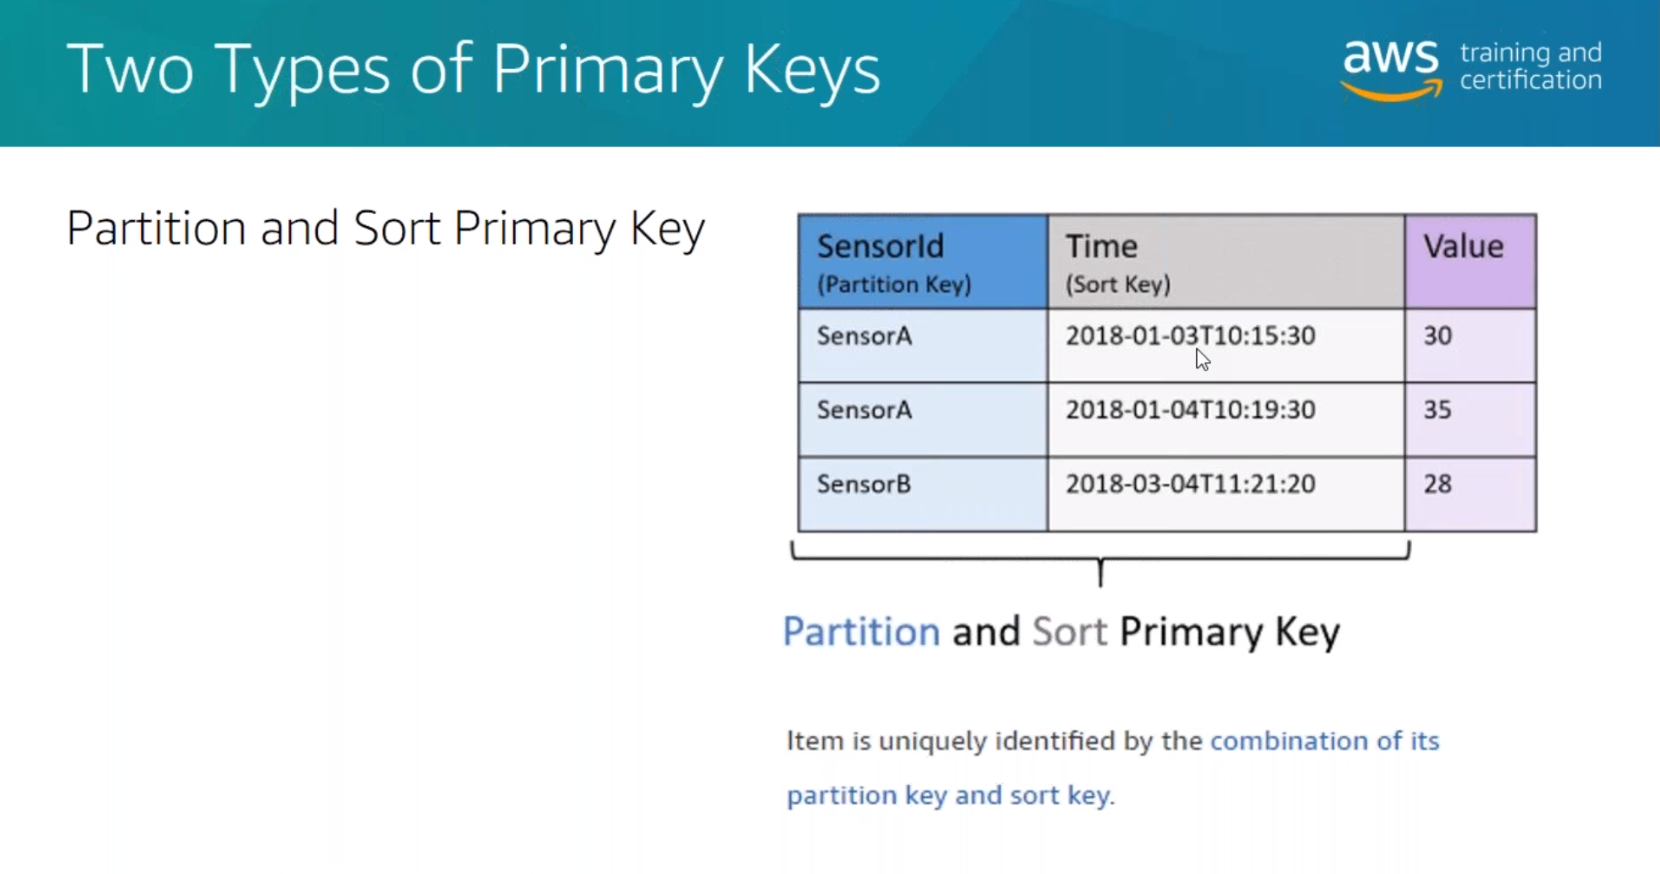 Two Types of Primary Keys
aws training and
certification
Partition and Sort Primary Key
SensorId Time Value
(Partition Key) (Sort Key)
SensorA 2018-01-03T10:15:30 30
SensorA 2018-01-04T10:19:30 35
SensorB 2018-03-04T11:21:20 28
Partition and Sort Primary Key
Item is uniquely identified by the combination of its
partition key and sort key.